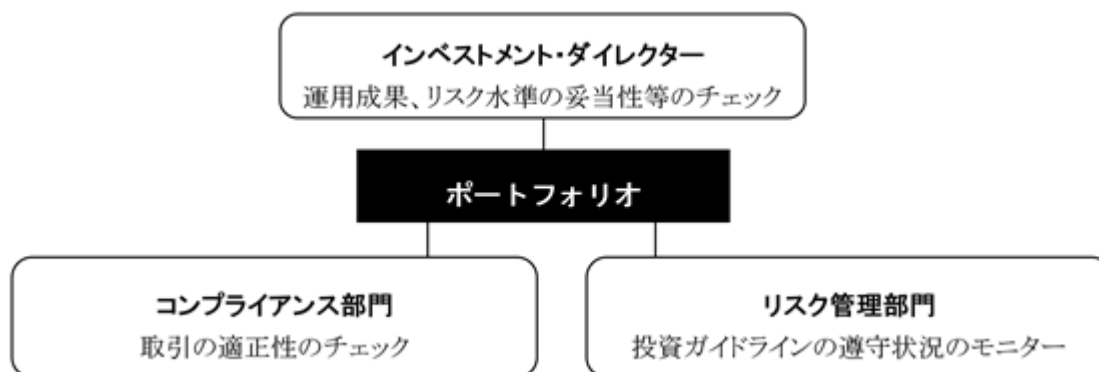 インベストメント・ダイレクター
運用成果、リスク水準の妥当性等のチェック
ポートフォリオ
コンプライアンス部門
取引の適正性のチェック
リスク管理部門
投資ガイドラインの遵守状況のモニター